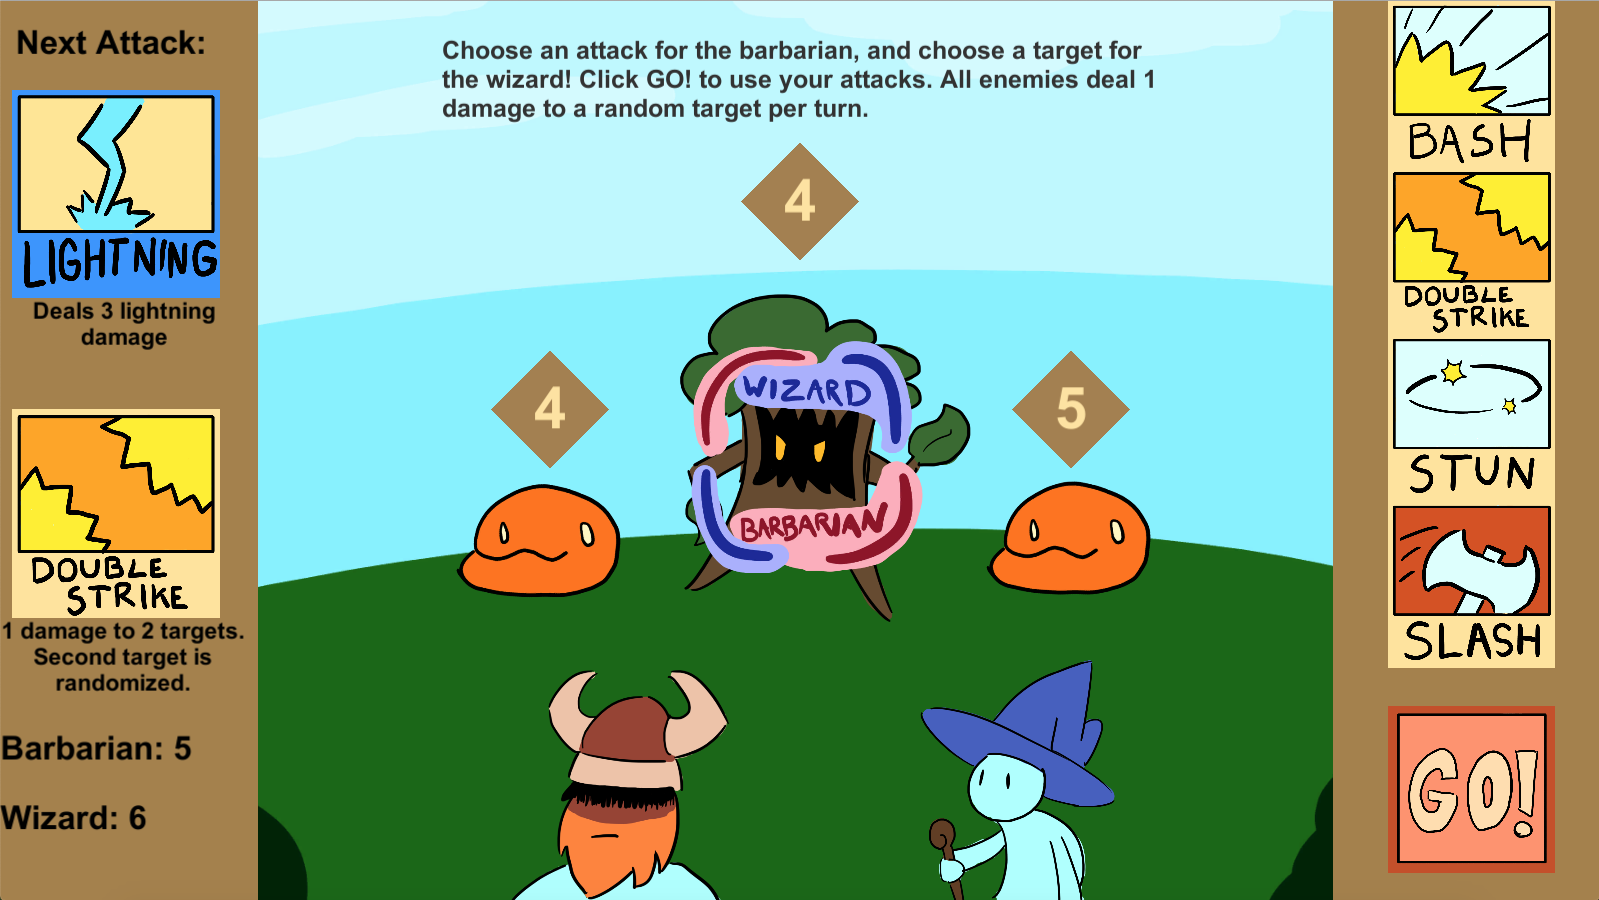 Next Attack:
LIGHTNING
Deals 3 lightning
damage
DOUBLE
STRIKE
1 damage to 2 targets.
Second target is
randomized.
Barbarian: 5
Wizard: 6
Choose an attack for the barbarian, and choose a target for
the wizard! Click GO! to use your attacks. All enemies deal 1
damage to a random target per turn.
4
4
5
WIZARD
BARBARIAN
BASH
DOUBLE
STRIKE
STUN
SLASH
GO!